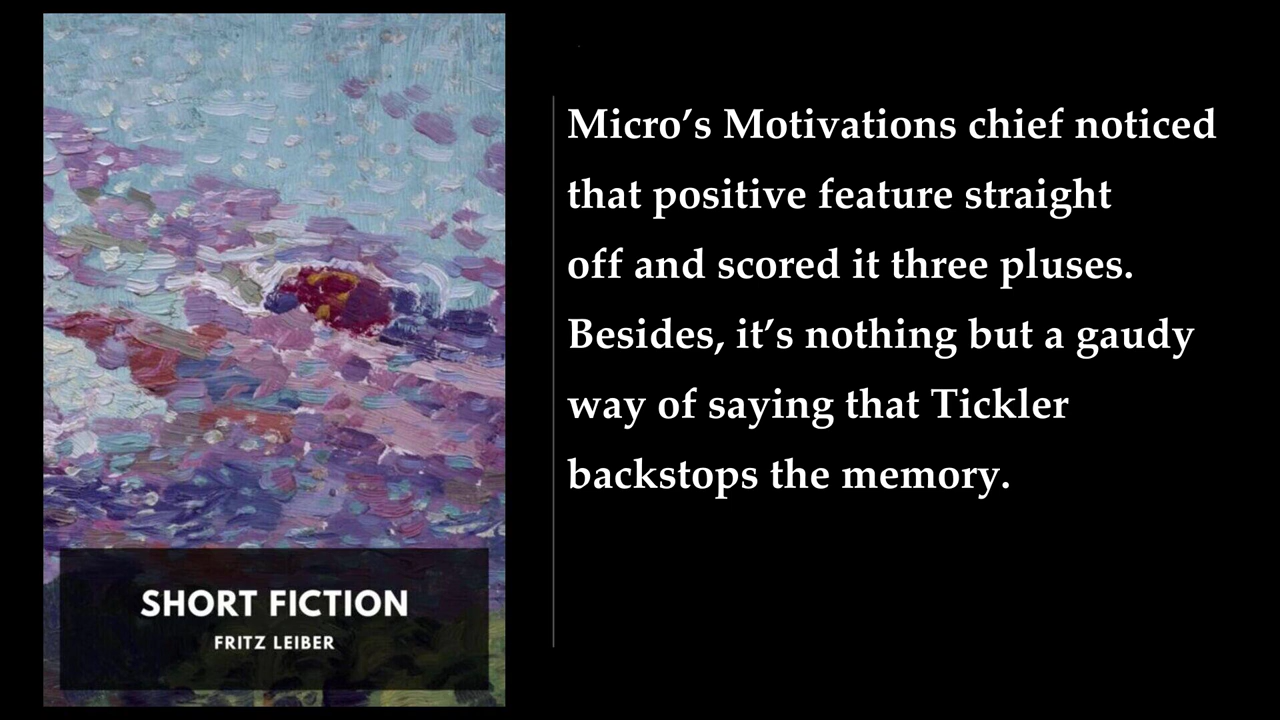 Micro’s Motivations chief noticed
that positive feature straight
off and scored it three pluses.
Besides, it’s nothing but a gaudy
way of saying that Tickler
backstops the memory.
SHORT FICTION
FRITZ LEIBER